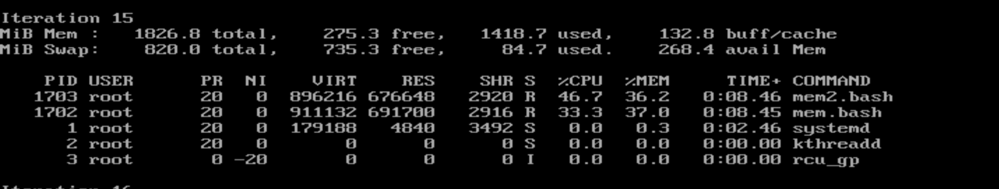 Iteration 15
MiB Mem :   1826.8 total,    275.3 free,   1418.7 used,    132.8 buff/cache
MiB Swap:    820.0 total,    735.3 free,     84.7 used.    268.4 avail Mem
PID USER      PR  NI    VIRT    RES    SHR S  %CPU  %MEM     TIME+ COMMAND
1703 root      20   0  896216 676648   2920 R  46.7  36.2   0:08.46 mem2.bash
1702 root      20   0  911132 691700   2916 R  33.3  37.0   0:08.45 mem.bash
1 root      20   0  179188   4840   3492 S   0.0   0.3   0:02.46 systemd
2 root      20   0       0      0      0 S   0.0   0.0   0:00.00 kthreadd
3 root       0 -20       0      0      0 I   0.0   0.0   0:00.00 rcu_gp
Iteration 16